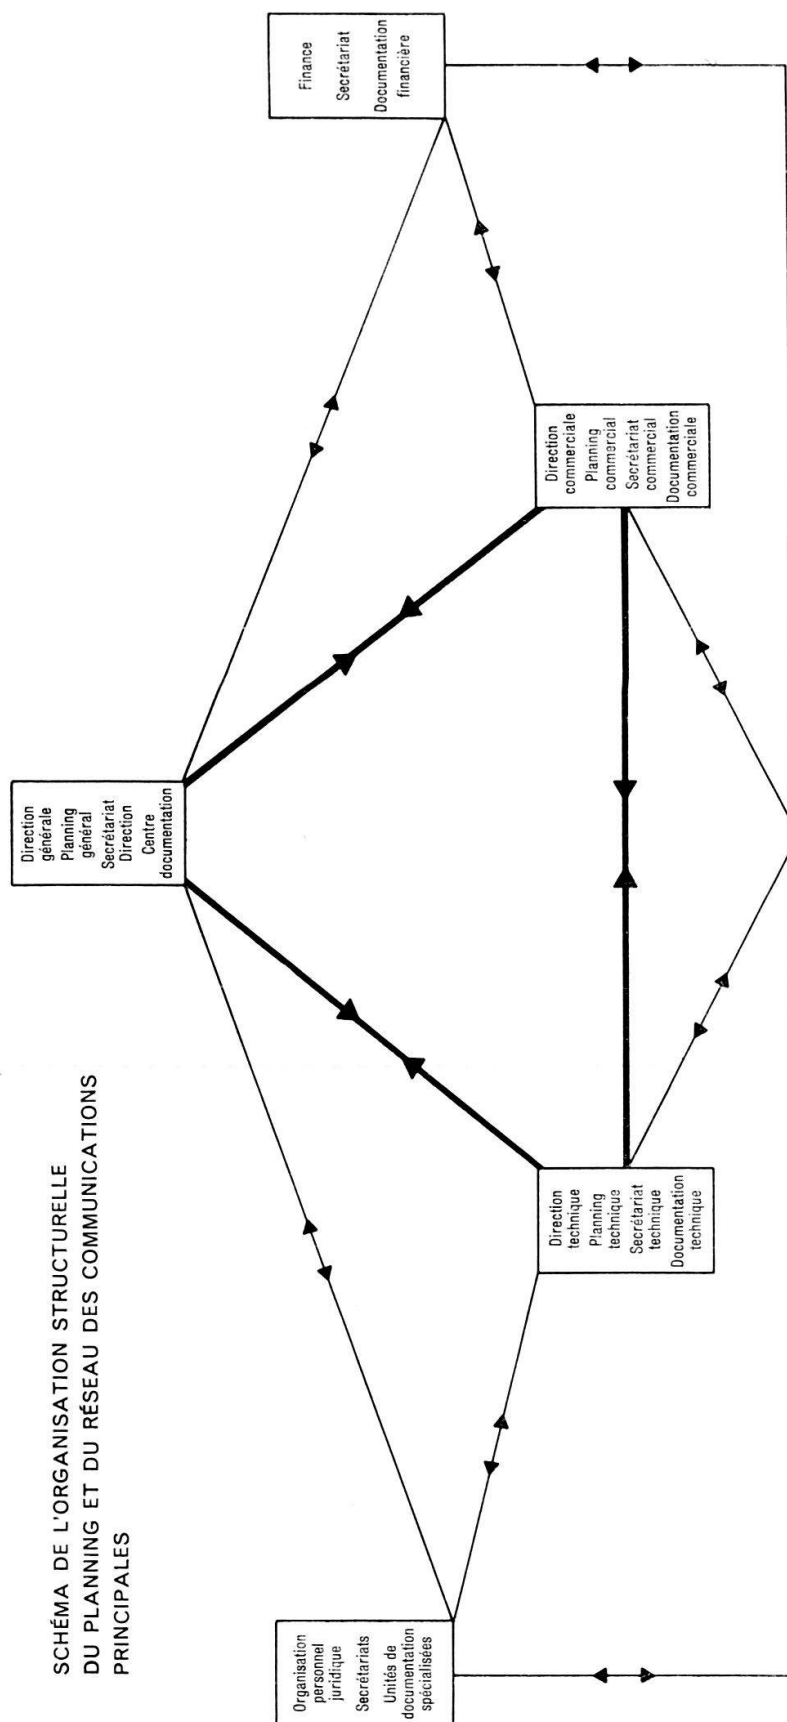 SCHÉMA DE L'ORGANISATION STRUCTURELLE
DU PLANNING ET DU RÉSEAU DES COMMUNICATIONS
PRINCIPALES
Direction
générale
Planning
général
Secrétariat
Direction
Centre
documentation
Organisation
personnel
juridique
Secrétariats
Unités de
documentation
spécialisées
Finance
Secrétariat
Documentation
financière
Direction
technique
Planning
technique
Secrétariat
technique
Documentation
technique
Direction
commerciale
Planning
commercial
Secrétariat
commercial
Documentation
commerciale